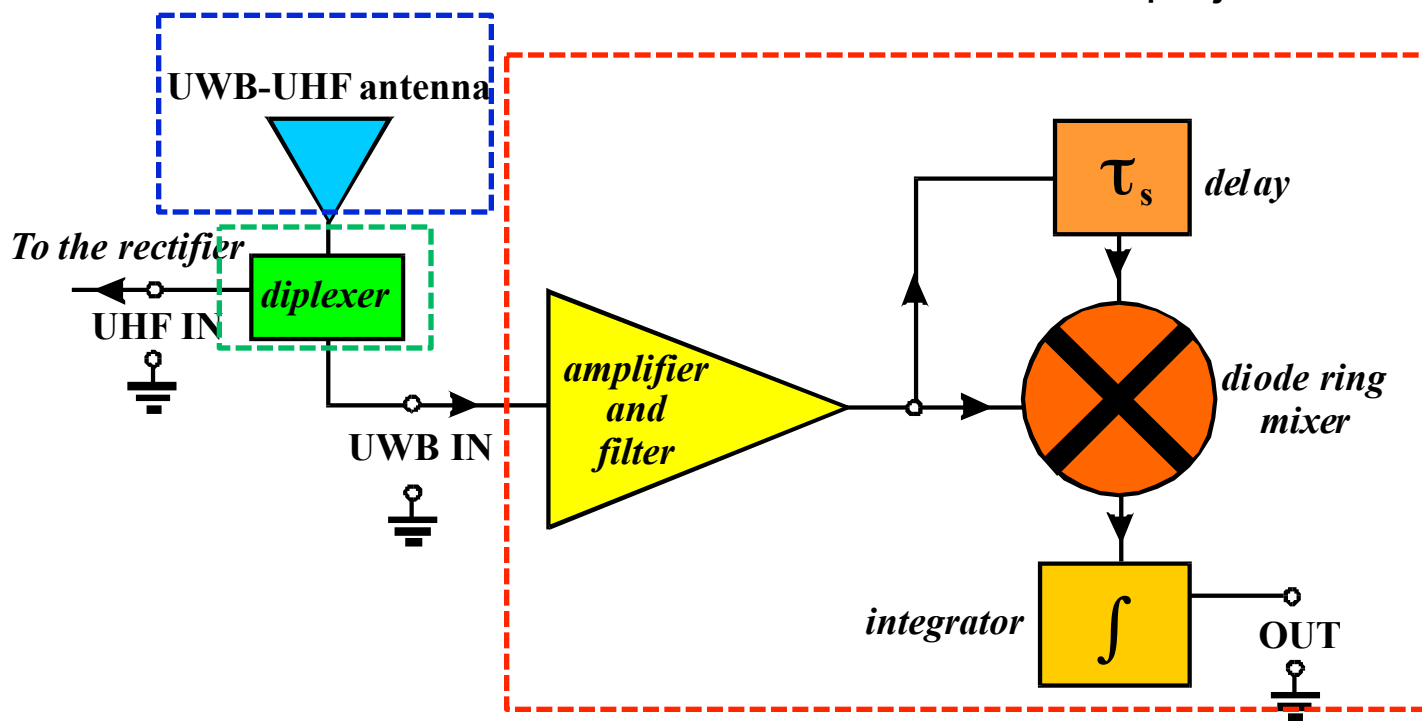 UWB-UHF antenna
To the rectifier
diplexer
UHF IN
UWB IN
amplifier
and
filter
τs
delay
diode ring
mixer
integrator
∫
OUT